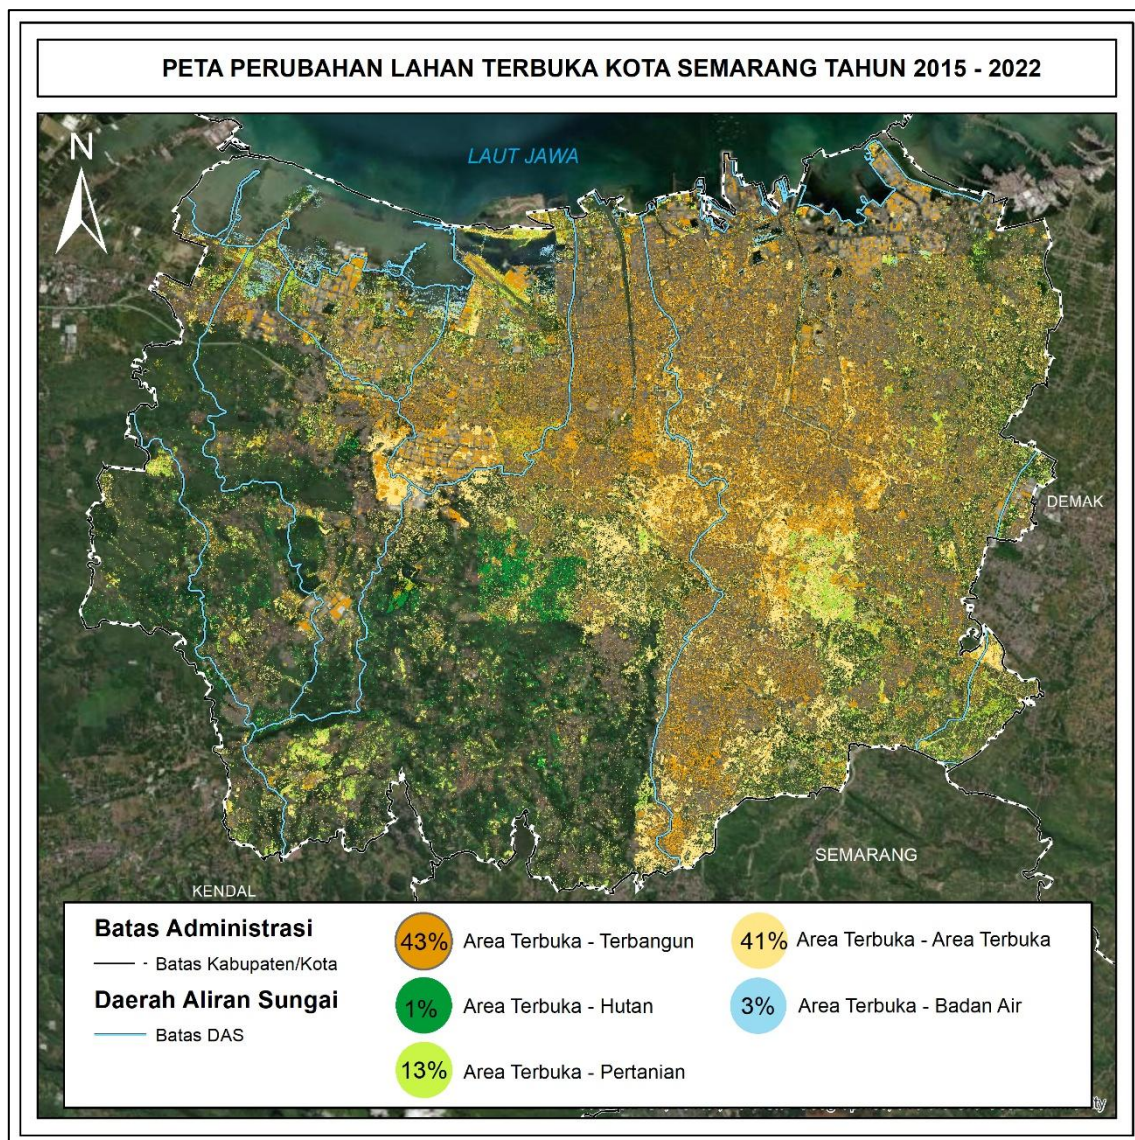 PETA PERUBAHAN LAHAN TERBUKA KOTA SEMARANG TAHUN 2015 - 2022
N
LAUT JAWA
DEMAK
SEMARANG
KENDAL
Batas Administrasi
Batas Kabupaten/Kota
Daerah Aliran Sungai
Batas DAS
43% Area Terbuka - Terbangun
1% Area Terbuka - Hutan
13% Area Terbuka - Pertanian
41% Area Terbuka - Area Terbuka
3% Area Terbuka - Badan Air